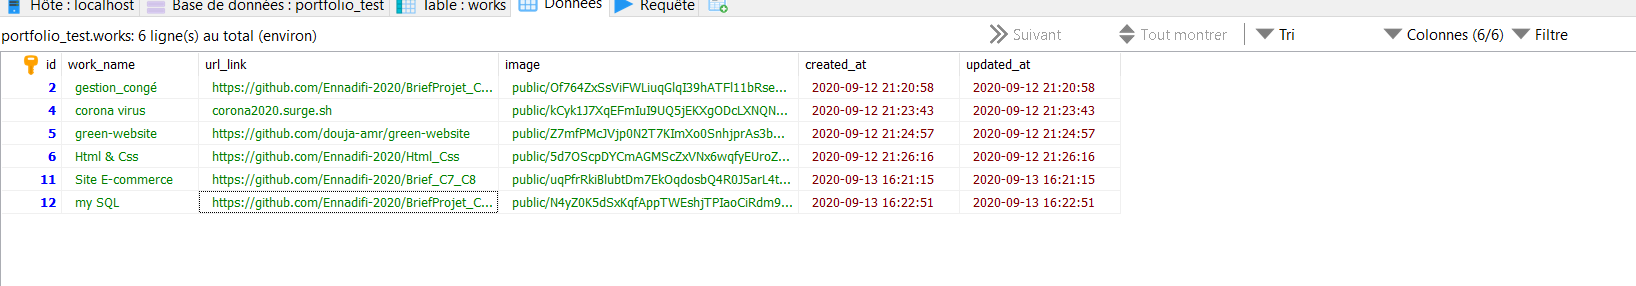 Hôte : localhost Base de données : portfolio_test Table : works Données Requête
portfolio_test.works: 6 ligne(s) au total (environ) Suivant Tout montrer Tri Colonnes (6/6) Filtre
id work_name url_link image created_at updated_at
2 gestion_congé https://github.com/Ennadifi-2020/BriefProjet_C... public/Of764ZxSsViFWLiuqGlqI39hATFl11bRse... 2020-09-12 21:20:58 2020-09-12 21:20:58
4 corona virus corona2020.surge.sh public/kCyk1J7XqEFmIuI9UQ5jEKXgODcLXNQN... 2020-09-12 21:23:43 2020-09-12 21:23:43
5 green-website https://github.com/douja-amr/green-website public/Z7mfPMcJVjp0N2T7KImXo0SnhjprAs3b... 2020-09-12 21:24:57 2020-09-12 21:24:57
6 Html & Css https://github.com/Ennadifi-2020/Html_Css public/5d7OScpDYCmAGMScZxVNx6wqfyEUroZ... 2020-09-12 21:26:16 2020-09-12 21:26:16
11 Site E-commerce https://github.com/Ennadifi-2020/Brief_C7_C8 public/uqPfrRkiBlubtDm7EkOqdosbQ4R0J5arL4t... 2020-09-13 16:21:15 2020-09-13 16:21:15
12 my SQL https://github.com/Ennadifi-2020/BriefProjet_C... public/N4yZ0K5dSxKqfAppTWEshjTPIaoCiRdm9... 2020-09-13 16:22:51 2020-09-13 16:22:51